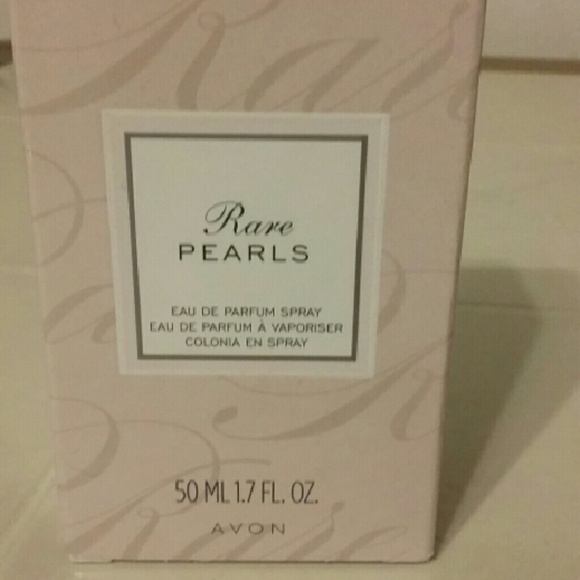 Rare
PEARLS
EAU DE PARFUM SPRAY
EAU DE PARFUM À VAPORISER
COLONIA EN SPRAY
50 ML 1.7 FL. OZ.
AVON